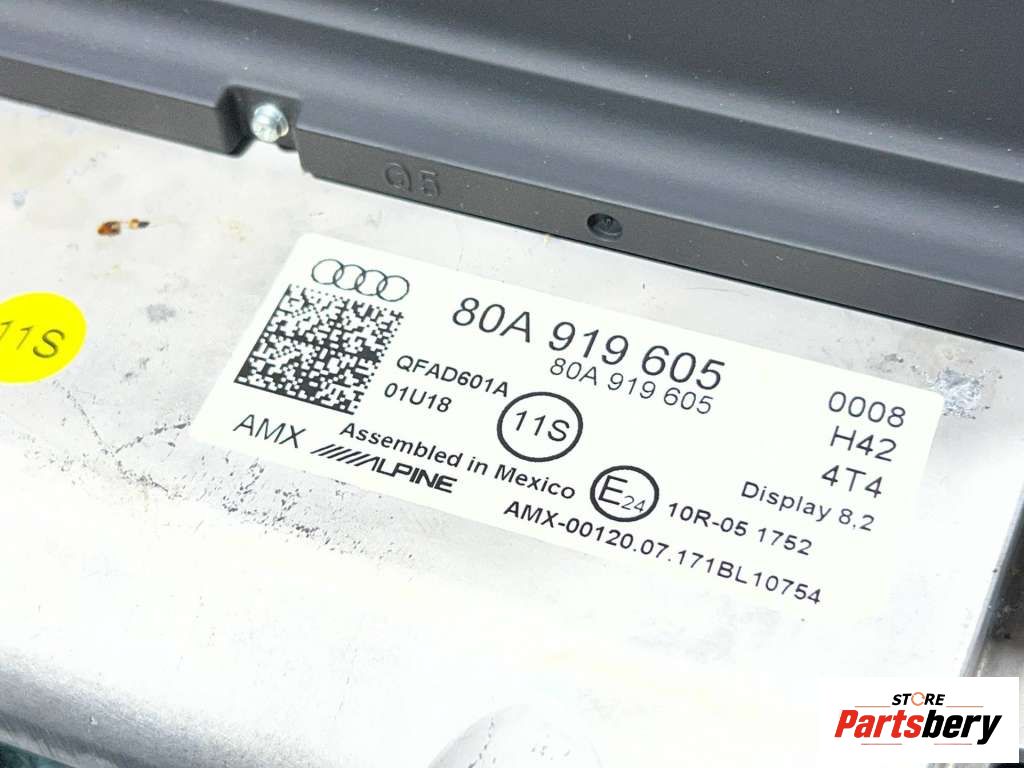 Q5
11S
80A 919 605
80A 919 605
QFAD601A
01U18
11S
0008
H42
4T4
Display 8,2
AMX
Assembled in Mexico
ALPINE
E24
10R-05 1752
AMX-00120.07.171BL10754
STORE
Partsbery